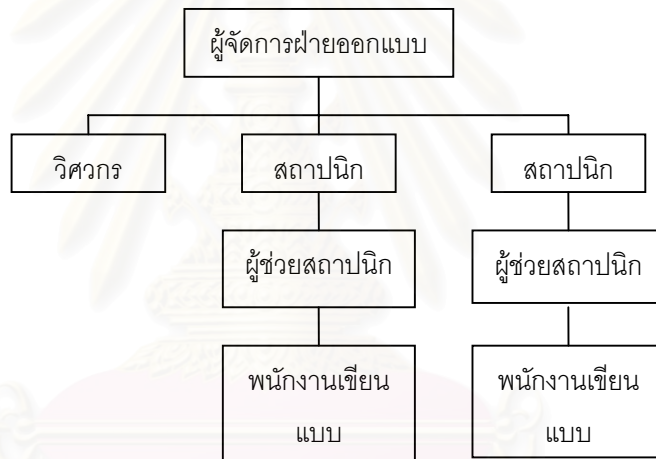 ผู้จัดการฝ่ายออกแบบ
วิศวกร
สถาปนิก
สถาปนิก
ผู้ช่วยสถาปนิก
ผู้ช่วยสถาปนิก
พนักงานเขียน
แบบ
พนักงานเขียน
แบบ